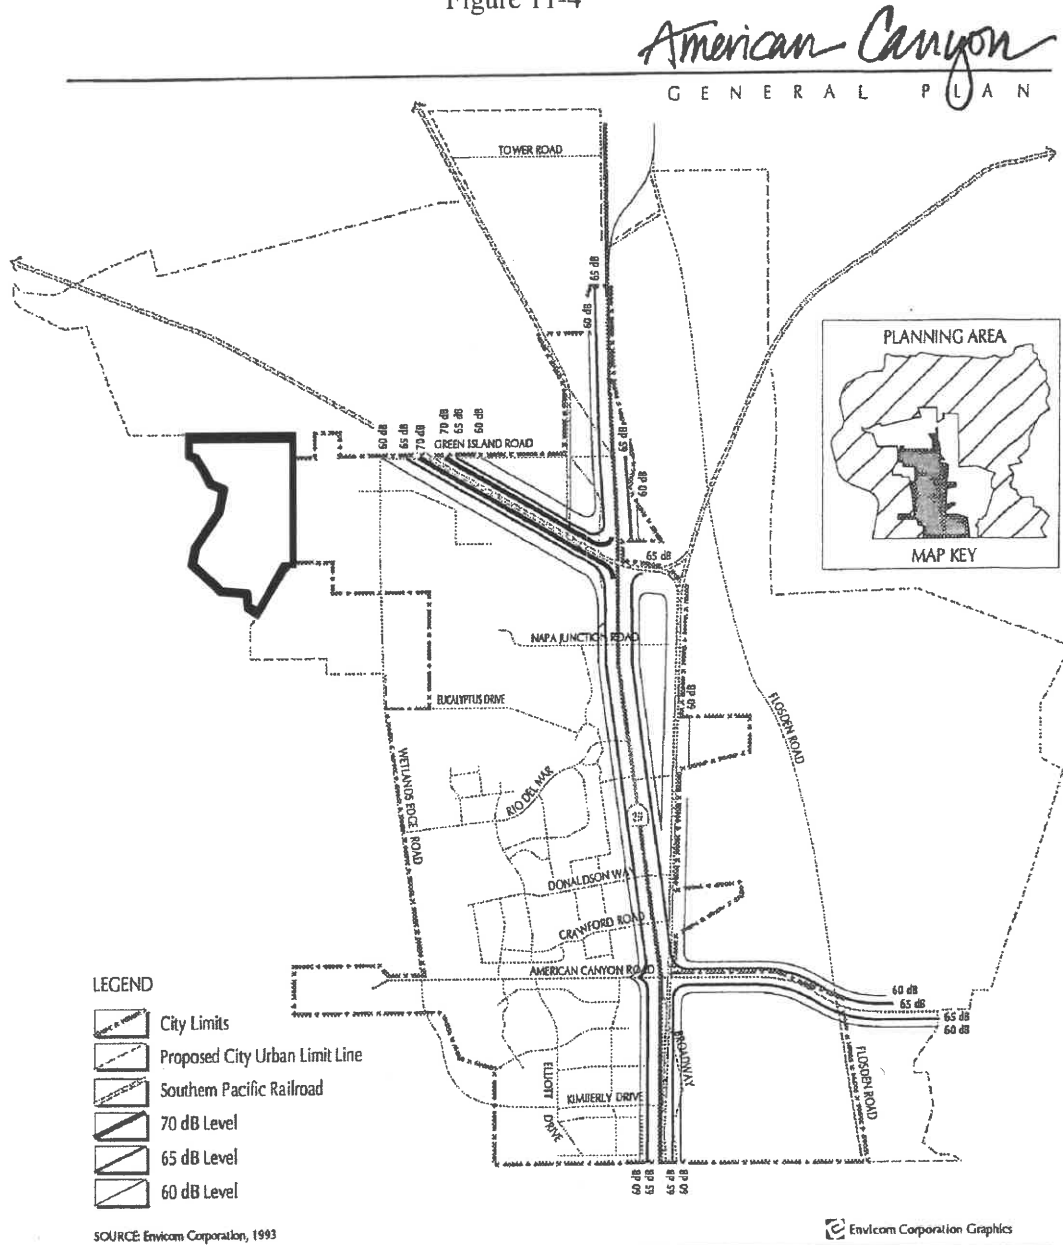 Figure 11-4
American Canyon
GENERAL PLAN
TOWER ROAD
65 dB
60 dB
PLANNING AREA
MAP KEY
60 dB
65 dB
70 dB
70 dB
65 dB
60 dB
GREEN ISLAND ROAD
65 dB
60 dB
65 dB
NAPA JUNCTION ROAD
EUCALYPTUS DRIVE
60 dB
FLOSDEN ROAD
WETLANDS EDGE ROAD
RIO DEL MAR
DONALDSON WAY
CRAWFORD ROAD
AMERICAN CANYON ROAD
60 dB
65 dB
65 dB
60 dB
BROADWAY
FLOSDEN ROAD
ELLIOTT DRIVE
KIMBERLY DRIVE
60 dB
65 dB
65 dB
60 dB
LEGEND
City Limits
Proposed City Urban Limit Line
Southern Pacific Railroad
70 dB Level
65 dB Level
60 dB Level
SOURCE: Envicom Corporation, 1993
Envicom Corporation Graphics